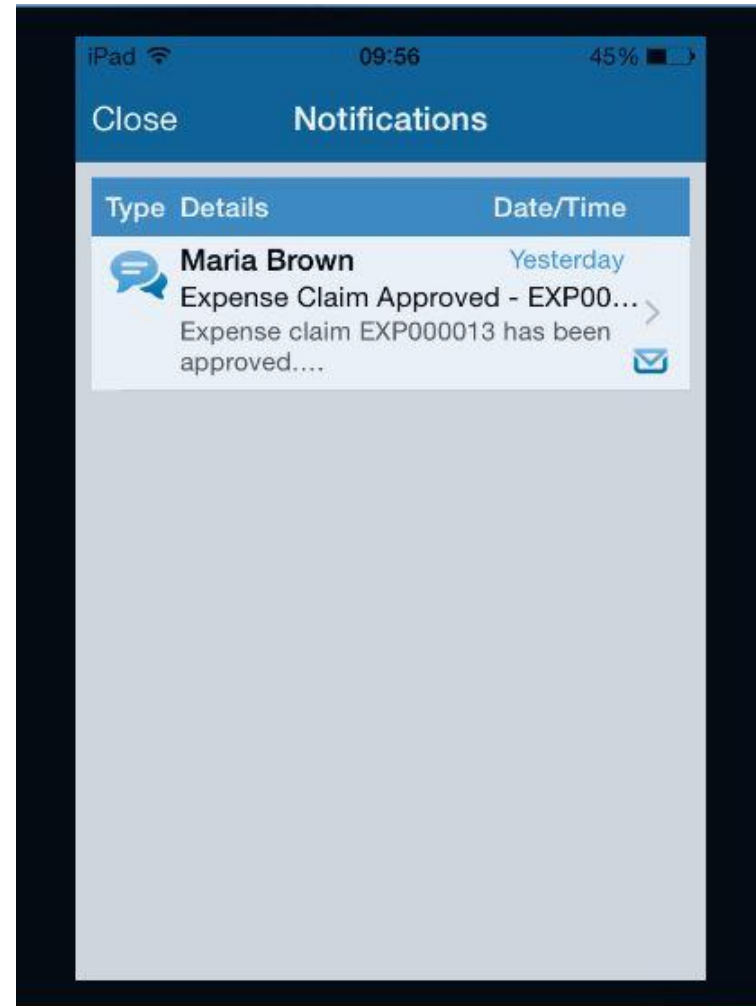 iPad 09:56 45%
Close Notifications
Type Details Date/Time
Maria Brown Yesterday
Expense Claim Approved - EXP00...
Expense claim EXP000013 has been
approved....